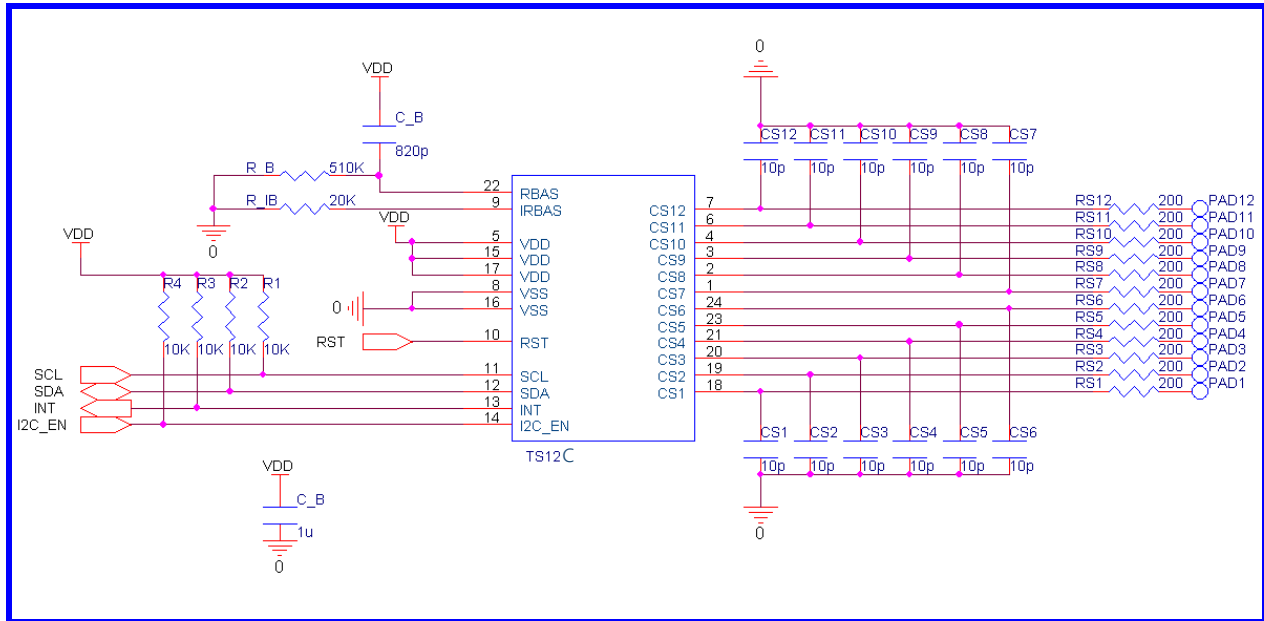 0
VDD
C_B
820p
R_B 510K
R_IB 20K
0
VDD
VDD
22 RBAS
9 IRBAS
5 VDD
15 VDD
17 VDD
8 VSS
16 VSS
0
RST 10 RST
R4 R3 R2 R1
10K 10K 10K 10K
SCL 11 SCL
SDA 12 SDA
INT 13 INT
I2C_EN 14 I2C_EN
TS12C
CS12 CS11 CS10 CS9 CS8 CS7
10p 10p 10p 10p 10p 10p
CS12 7 RS12 200 PAD12
CS11 6 RS11 200 PAD11
CS10 4 RS10 200 PAD10
CS9 3 RS9 200 PAD9
CS8 2 RS8 200 PAD8
CS7 1 RS7 200 PAD7
CS6 24 RS6 200 PAD6
CS5 23 RS5 200 PAD5
CS4 21 RS4 200 PAD4
CS3 20 RS3 200 PAD3
CS2 19 RS2 200 PAD2
CS1 18 RS1 200 PAD1
CS1 CS2 CS3 CS4 CS5 CS6
10p 10p 10p 10p 10p 10p
0
VDD
C_B
1u
0